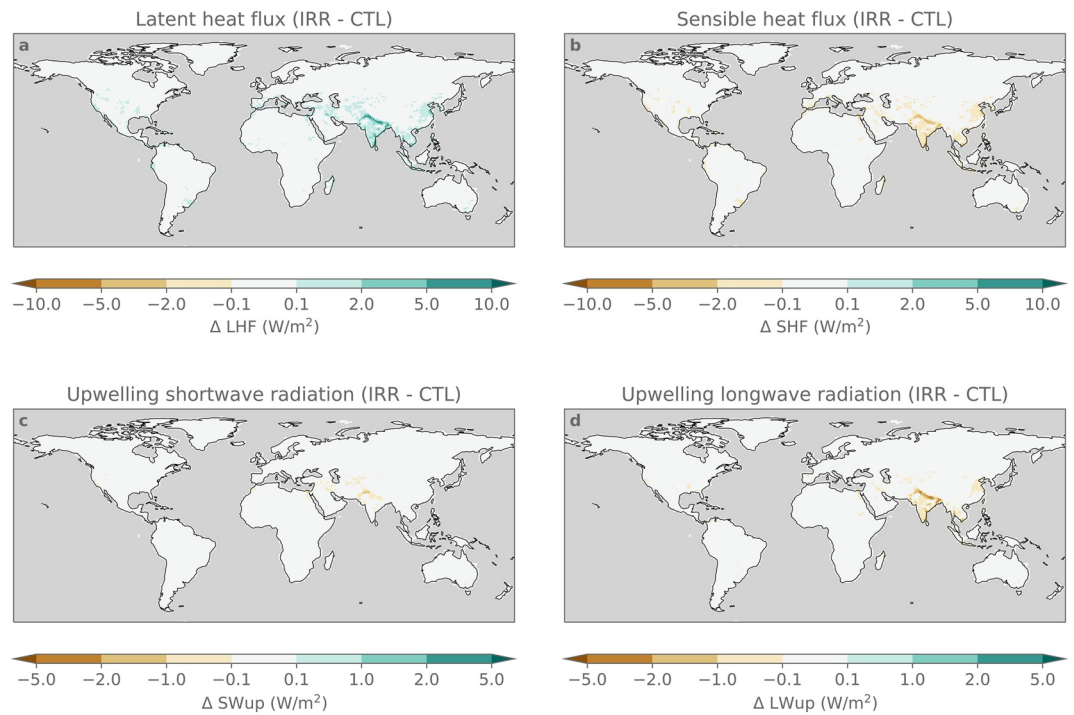 Latent heat flux (IRR - CTL)
a
−10.0 −5.0 −2.0 −0.1 0.1 2.0 5.0 10.0
Δ LHF (W/m²)
Sensible heat flux (IRR - CTL)
b
−10.0 −5.0 −2.0 −0.1 0.1 2.0 5.0 10.0
Δ SHF (W/m²)
Upwelling shortwave radiation (IRR - CTL)
c
−5.0 −2.0 −1.0 −0.1 0.1 1.0 2.0 5.0
Δ SWup (W/m²)
Upwelling longwave radiation (IRR - CTL)
d
−5.0 −2.0 −1.0 −0.1 0.1 1.0 2.0 5.0
Δ LWup (W/m²)